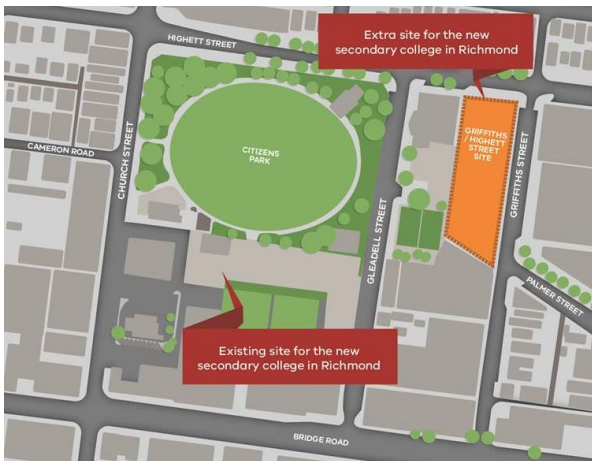 HIGHETT STREET
Extra site for the new
secondary college in Richmond
CAMERON ROAD
CHURCH STREET
CITIZENS
PARK
GRIFFITHS
/ HIGHETT
STREET
SITE
GRIFFITHS STREET
GLEADELL STREET
PALMER STREET
Existing site for the new
secondary college in Richmond
BRIDGE ROAD